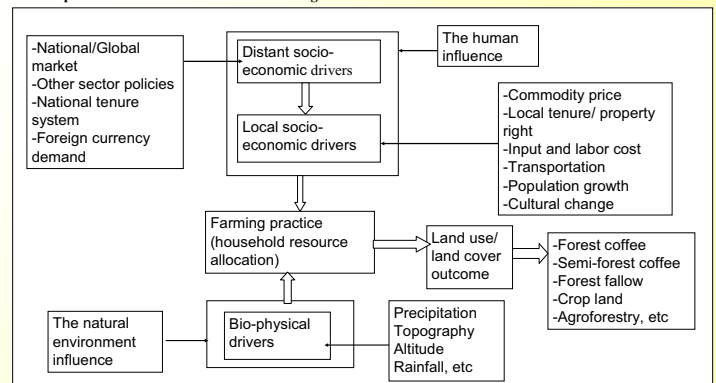 -National/Global
market
-Other sector policies
-National tenure
system
-Foreign currency
demand
Distant socio-
economic drivers
Local socio-
economic drivers
The human
influence
-Commodity price
-Local tenure/ property
right
-Input and labor cost
-Transportation
-Population growth
-Cultural change
Farming practice
(household resource
allocation)
Land use/
land cover
outcome
-Forest coffee
-Semi-forest coffee
-Forest fallow
-Crop land
-Agroforestry, etc
The natural
environment
influence
Bio-physical
drivers
Precipitation
Topography
Altitude
Rainfall, etc